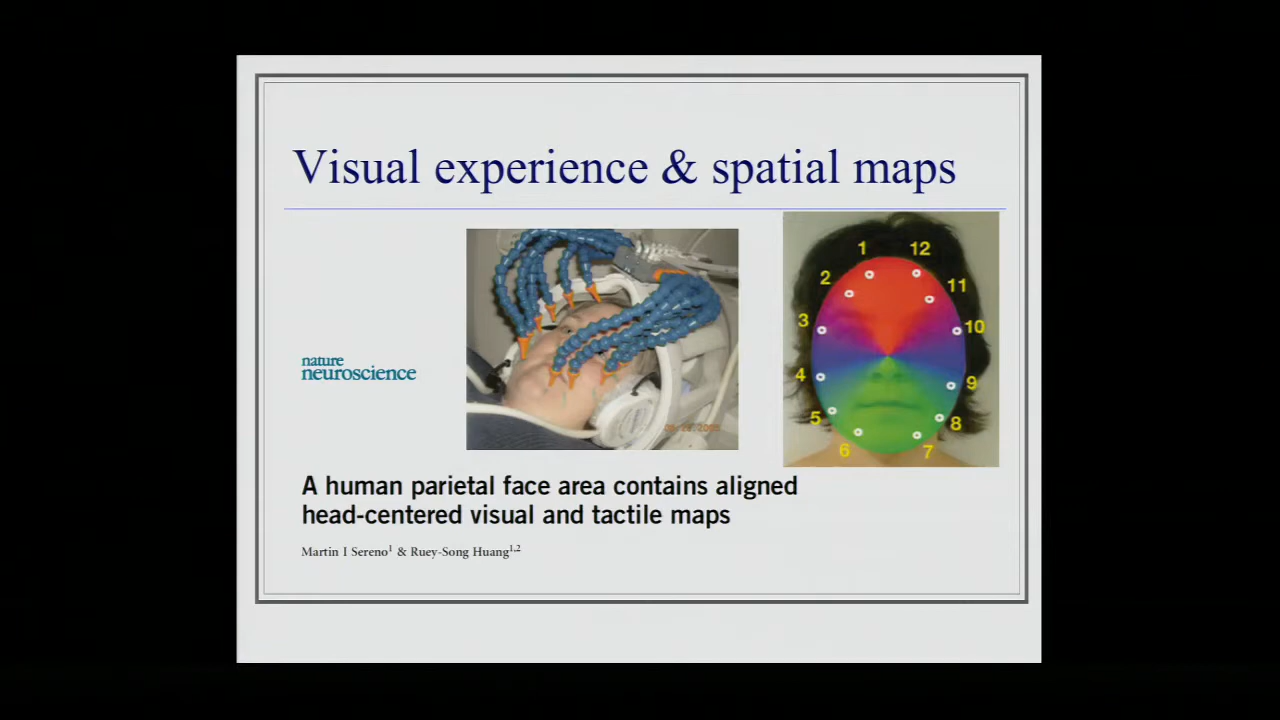 Visual experience & spatial maps
1 12
2 11
3 10
4 9
5 8
6 7
nature
neuroscience
A human parietal face area contains aligned
head-centered visual and tactile maps
Martin I Sereno¹ & Ruey-Song Huang¹,²